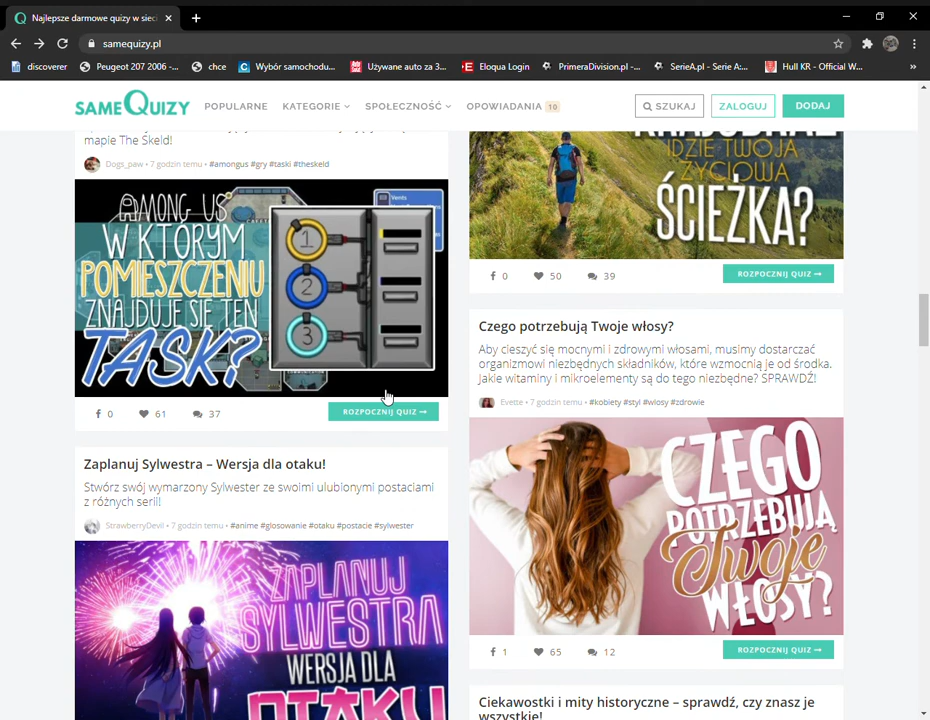 Najlepsze darmowe quizy w sieci
samequizy.pl
discoverer
Peugeot 207 2006 -...
chce
Wybór samochodu...
Używane auto za 3...
Eloqua Login
PrimeraDivision.pl -...
SerieA.pl - Serie A:...
Hull KR - Official W...
»
SAMEQUIZY
POPULARNE
KATEGORIE
SPOŁECZNOŚĆ
OPOWIADANIA 10
SZUKAJ
ZALOGUJ
DODAJ
mapie The Skeld!
Dogs_paw • 7 godzin temu • #amongus #gry #taski #theskeld
AMONG US
W KTÓRYM
POMIESZCZENIU
ZNAJDUJE SIĘ TEN
TASK?
Vents
1
2
3
0 61 37
ROZPOCZNIJ QUIZ →
Zaplanuj Sylwestra – Wersja dla otaku!
Stwórz swój wymarzony Sylwester ze swoimi ulubionymi postaciami
z różnych serii!
StrawberryDevil • 7 godzin temu • #anime #glosowanie #otaku #postacie #sylwester
ZAPLANUJ
SYLWESTRA
WERSJA DLA
OTAKU
IDZIE TWOJA
ŻYCIOWA
ŚCIEŻKA?
0 50 39
ROZPOCZNIJ QUIZ →
Czego potrzebują Twoje włosy?
Aby cieszyć się mocnymi i zdrowymi włosami, musimy dostarczać
organizmowi niezbędnych składników, które wzmocnią je od środka.
Jakie witaminy i mikroelementy są do tego niezbędne? SPRAWDŹ!
Evette • 7 godzin temu • #kobiety #styl #wlosy #zdrowie
CZEGO
POTRZEBUJĄ
Twoje
WŁOSY?
1 65 12
ROZPOCZNIJ QUIZ →
Ciekawostki i mity historyczne – sprawdź, czy znasz je
wszystkie!